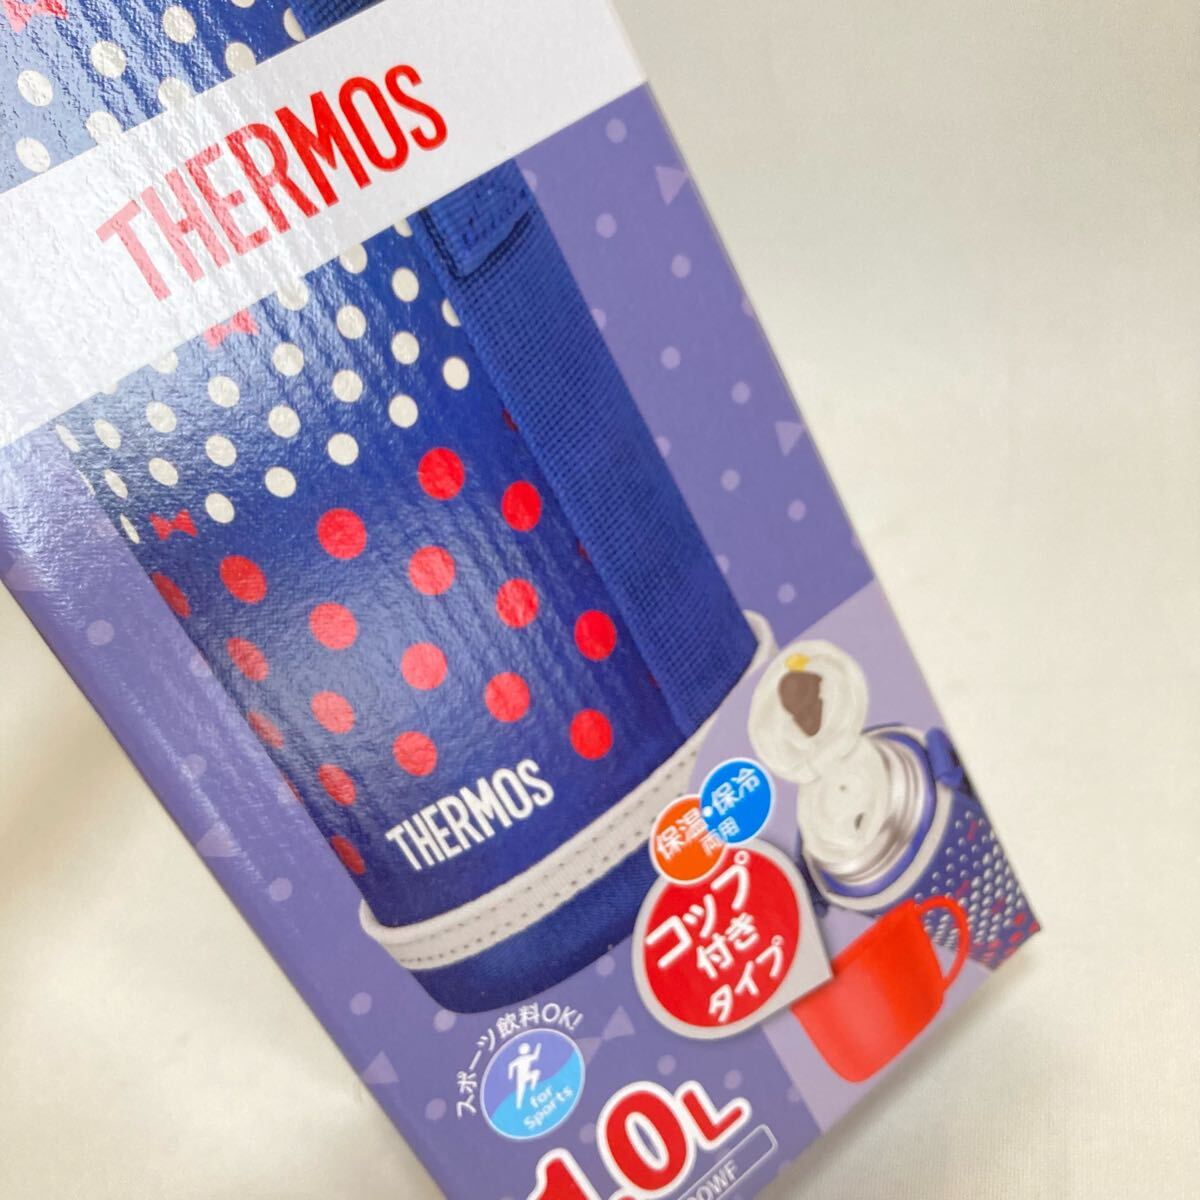 THERMOS
THERMOS
保温・保冷
両用
コップ
付き
タイプ
スポーツ飲料OK!
for
Sports
1.0L